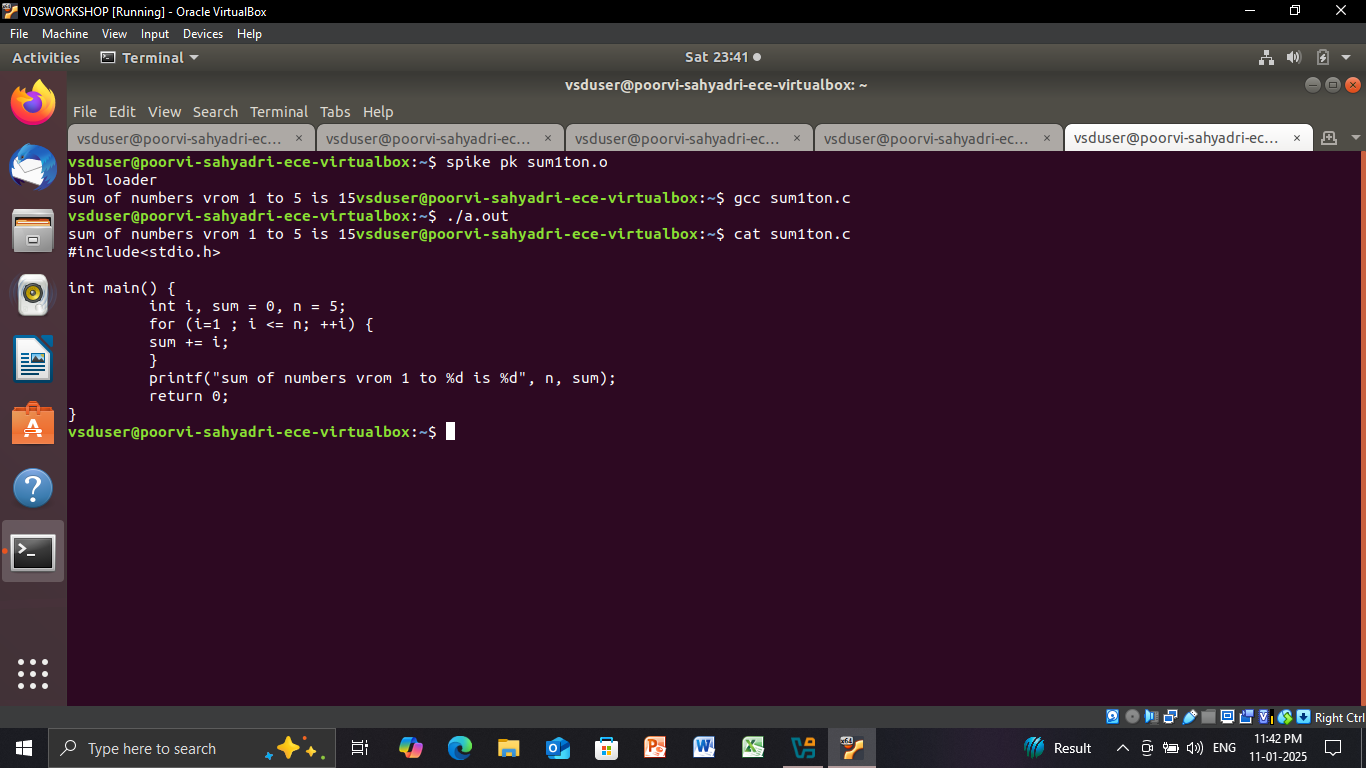 VDSWORKSHOP [Running] - Oracle VirtualBox
File Machine View Input Devices Help
Activities Terminal Sat 23:41
vsduser@poorvi-sahyadri-ece-virtualbox: ~
File Edit View Search Terminal Tabs Help
vsduser@poorvi-sahyadri-ec... × vsduser@poorvi-sahyadri-ec... × vsduser@poorvi-sahyadri-ec... × vsduser@poorvi-sahyadri-ec... × vsduser@poorvi-sahyadri-ec... ×
vsduser@poorvi-sahyadri-ece-virtualbox:~$ spike pk sum1ton.o
bbl loader
sum of numbers vrom 1 to 5 is 15vsduser@poorvi-sahyadri-ece-virtualbox:~$ gcc sum1ton.c
vsduser@poorvi-sahyadri-ece-virtualbox:~$ ./a.out
sum of numbers vrom 1 to 5 is 15vsduser@poorvi-sahyadri-ece-virtualbox:~$ cat sum1ton.c
#include<stdio.h>
int main() {
int i, sum = 0, n = 5;
for (i=1 ; i <= n; ++i) {
sum += i;
}
printf("sum of numbers vrom 1 to %d is %d", n, sum);
return 0;
}
vsduser@poorvi-sahyadri-ece-virtualbox:~$
Right Ctrl
Type here to search
Result
ENG
11:42 PM
11-01-2025